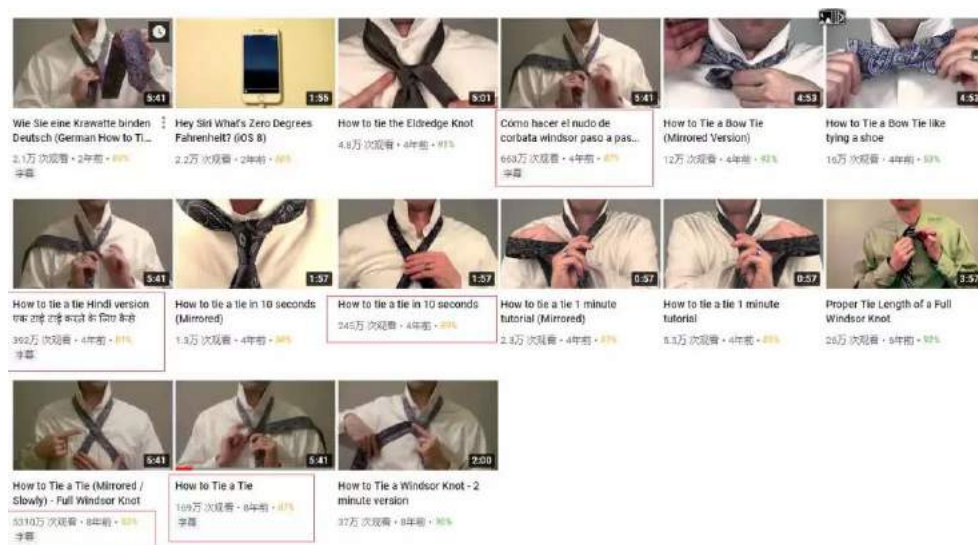 5:41
1:55
5:01
5:41
4:53
4:53
Wie Sie eine Krawatte binden
Deutsch (German How to Ti...
2.1万 次观看 • 2年前 •
字幕
Hey Siri What's Zero Degrees
Fahrenheit? (iOS 8)
2.2万 次观看 • 2年前 •
How to tie the Eldredge Knot
4.8万 次观看 • 4年前 • 91%
Cómo hacer el nudo de
corbata windsor paso a pas...
663万 次观看 • 4年前 • 87%
字幕
How to Tie a Bow Tie
(Mirrored Version)
12万 次观看 • 4年前 • 92%
How to Tie a Bow Tie like
tying a shoe
16万 次观看 • 4年前 • 93%
5:41
1:57
1:57
0:57
0:57
3:57
How to tie a tie Hindi version
एक टाई टाई करने के लिए कैसे
392万 次观看 • 4年前 • 81%
字幕
How to tie a tie in 10 seconds
(Mirrored)
1.3万 次观看 • 4年前 •
How to tie a tie in 10 seconds
245万 次观看 • 4年前 •
How to tie a tie 1 minute
tutorial (Mirrored)
2.3万 次观看 • 4年前 •
How to tie a tie 1 minute
tutorial
5.5万 次观看 • 4年前 •
Proper Tie Length of a Full
Windsor Knot
26万 次观看 • 6年前 • 90%
5:41
5:41
2:00
How to Tie a Tie (Mirrored /
Slowly) - Full Windsor Knot
5310万 次观看 • 8年前 •
字幕
How to Tie a Tie
169万 次观看 • 8年前 • 87%
字幕
How to Tie a Windsor Knot - 2
minute version
37万 次观看 • 8年前 • 90%